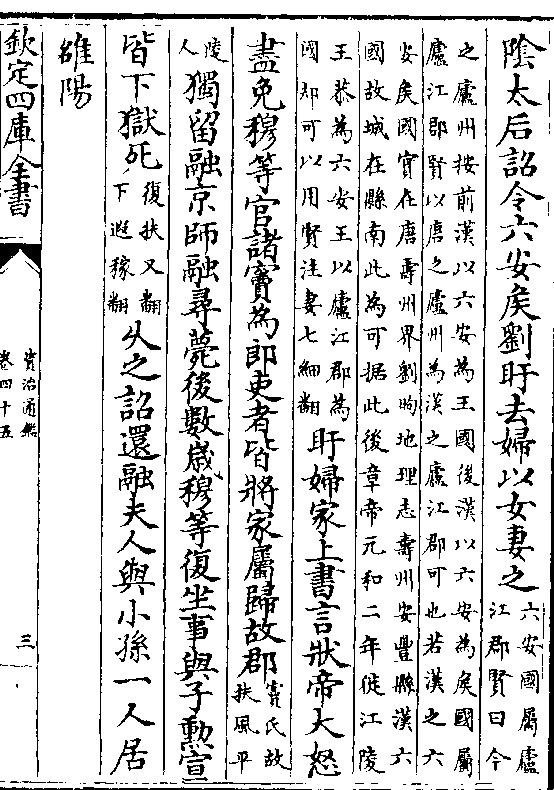 陰太后詔令六安矦劉盱去婦以女妻之
六安國屬廬
江郡賢曰今
之廬州按前漢以六安為王國後漢以六安為矦國屬
廬江郡賢以唐之廬州為漢之廬江郡可也若漢之六
安矦國實在唐壽州界劉昫地理志壽州安豐縣漢六
國故城在縣南此為可据此後章帝元和二年徙江陵
王恭為六安王以廬江郡為
國却可以用賢注妻七細翻
盱婦家上書言狀帝大怒
盡免穆等官諸竇為郎吏者皆將家屬歸故郡
竇氏故
扶風平
陵
人
獨留融京師融尋薨後數歲穆等復坐事與子勲宣
皆下獄死
復扶又翻
下遐稼翻
久之詔還融夫人與小孫一人居
雒陽
欽定四庫全書
資治通鑑
卷四十五
三